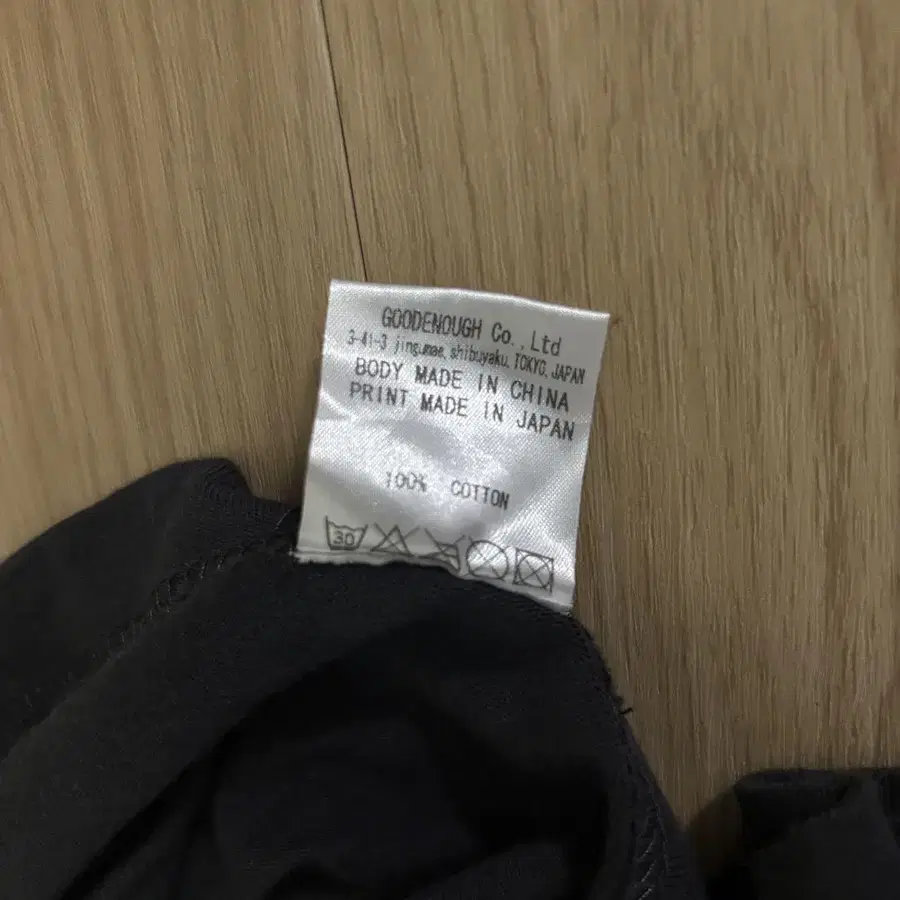 GOODENOUGH Co.,Ltd
3-41-3 jingumae, shibuyaku, TOKYO, JAPAN
BODY MADE IN CHINA
PRINT MADE IN JAPAN
100% COTTON
30